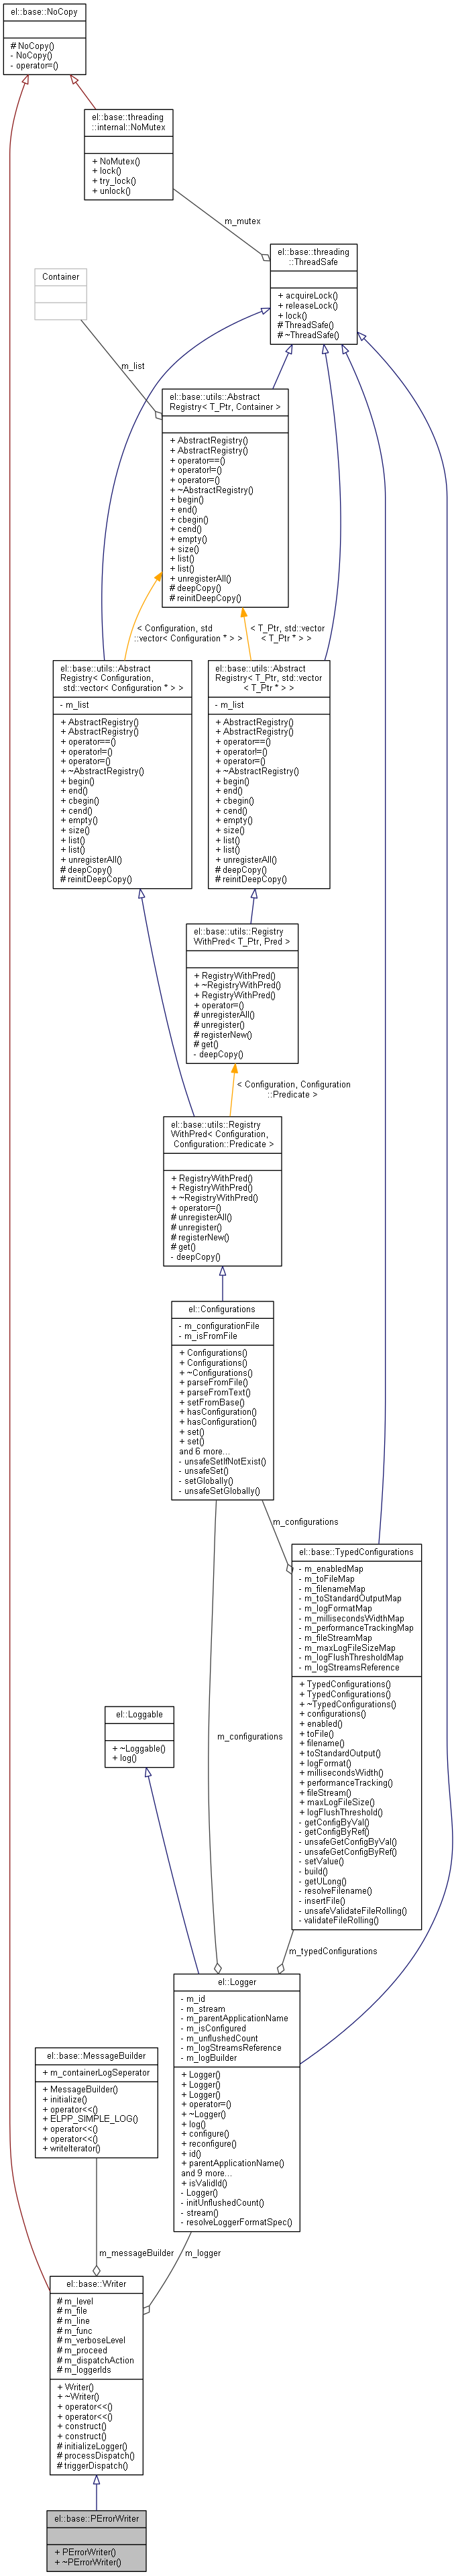 el::base::NoCopy
# NoCopy()
- NoCopy()
- operator=()
el::base::threading
::internal::NoMutex
+ NoMutex()
+ lock()
+ try_lock()
+ unlock()
m_mutex
el::base::threading
::ThreadSafe
+ acquireLock()
+ releaseLock()
+ lock()
# ThreadSafe()
# ~ThreadSafe()
Container
m_list
el::base::utils::Abstract
Registry< T_Ptr, Container >
+ AbstractRegistry()
+ AbstractRegistry()
+ operator==()
+ operator!=()
+ operator=()
+ ~AbstractRegistry()
+ begin()
+ end()
+ cbegin()
+ cend()
+ empty()
+ size()
+ list()
+ list()
+ unregisterAll()
# deepCopy()
# reinitDeepCopy()
< Configuration, std
::vector< Configuration * > >
< T_Ptr, std::vector
< T_Ptr * > >
el::base::utils::Abstract
Registry< Configuration,
std::vector< Configuration * > >
- m_list
+ AbstractRegistry()
+ AbstractRegistry()
+ operator==()
+ operator!=()
+ operator=()
+ ~AbstractRegistry()
+ begin()
+ end()
+ cbegin()
+ cend()
+ empty()
+ size()
+ list()
+ list()
+ unregisterAll()
# deepCopy()
# reinitDeepCopy()
el::base::utils::Abstract
Registry< T_Ptr, std::vector
< T_Ptr * > >
- m_list
+ AbstractRegistry()
+ AbstractRegistry()
+ operator==()
+ operator!=()
+ operator=()
+ ~AbstractRegistry()
+ begin()
+ end()
+ cbegin()
+ cend()
+ empty()
+ size()
+ list()
+ list()
+ unregisterAll()
# deepCopy()
# reinitDeepCopy()
el::base::utils::Registry
WithPred< T_Ptr, Pred >
+ RegistryWithPred()
+ ~RegistryWithPred()
+ RegistryWithPred()
+ operator=()
# unregisterAll()
# unregister()
# registerNew()
# get()
- deepCopy()
< Configuration, Configuration
::Predicate >
el::base::utils::Registry
WithPred< Configuration,
Configuration::Predicate >
+ RegistryWithPred()
+ RegistryWithPred()
+ ~RegistryWithPred()
+ operator=()
# unregisterAll()
# unregister()
# registerNew()
# get()
- deepCopy()
el::Configurations
- m_configurationFile
- m_isFromFile
+ Configurations()
+ Configurations()
+ ~Configurations()
+ parseFromFile()
+ parseFromText()
+ setFromBase()
+ hasConfiguration()
+ hasConfiguration()
+ set()
+ set()
and 6 more...
- unsafeSetIfNotExist()
- unsafeSet()
- setGlobally()
- unsafeSetGlobally()
m_configurations
el::base::TypedConfigurations
- m_enabledMap
- m_toFileMap
- m_filenameMap
- m_toStandardOutputMap
- m_logFormatMap
- m_millisecondsWidthMap
- m_performanceTrackingMap
- m_fileStreamMap
- m_maxLogFileSizeMap
- m_logFlushThresholdMap
- m_logStreamsReference
+ TypedConfigurations()
+ TypedConfigurations()
+ ~TypedConfigurations()
+ configurations()
+ enabled()
+ toFile()
+ filename()
+ toStandardOutput()
+ logFormat()
+ millisecondsWidth()
+ performanceTracking()
+ fileStream()
+ maxLogFileSize()
+ logFlushThreshold()
- getConfigByVal()
- getConfigByRef()
- unsafeGetConfigByVal()
- unsafeGetConfigByRef()
- setValue()
- build()
- getULong()
- resolveFilename()
- insertFile()
- unsafeValidateFileRolling()
- validateFileRolling()
el::Loggable
+ ~Loggable()
+ log()
m_configurations
m_typedConfigurations
el::Logger
- m_id
- m_stream
- m_parentApplicationName
- m_isConfigured
- m_unflushedCount
- m_logStreamsReference
- m_logBuilder
+ Logger()
+ Logger()
+ Logger()
+ operator=()
+ ~Logger()
+ log()
+ configure()
+ reconfigure()
+ id()
+ parentApplicationName()
and 9 more...
+ isValidId()
- Logger()
- initUnflushedCount()
- stream()
- resolveLoggerFormatSpec()
el::base::MessageBuilder
+ m_containerLogSeperator
+ MessageBuilder()
+ initialize()
+ operator<<()
+ ELPP_SIMPLE_LOG()
+ operator<<()
+ operator<<()
+ writeIterator()
m_messageBuilder
m_logger
el::base::Writer
# m_level
# m_file
# m_line
# m_func
# m_verboseLevel
# m_proceed
# m_dispatchAction
# m_loggerIds
+ Writer()
+ ~Writer()
+ operator<<()
+ operator<<()
+ construct()
+ construct()
# initializeLogger()
# processDispatch()
# triggerDispatch()
el::base::PErrorWriter
+ PErrorWriter()
+ ~PErrorWriter()